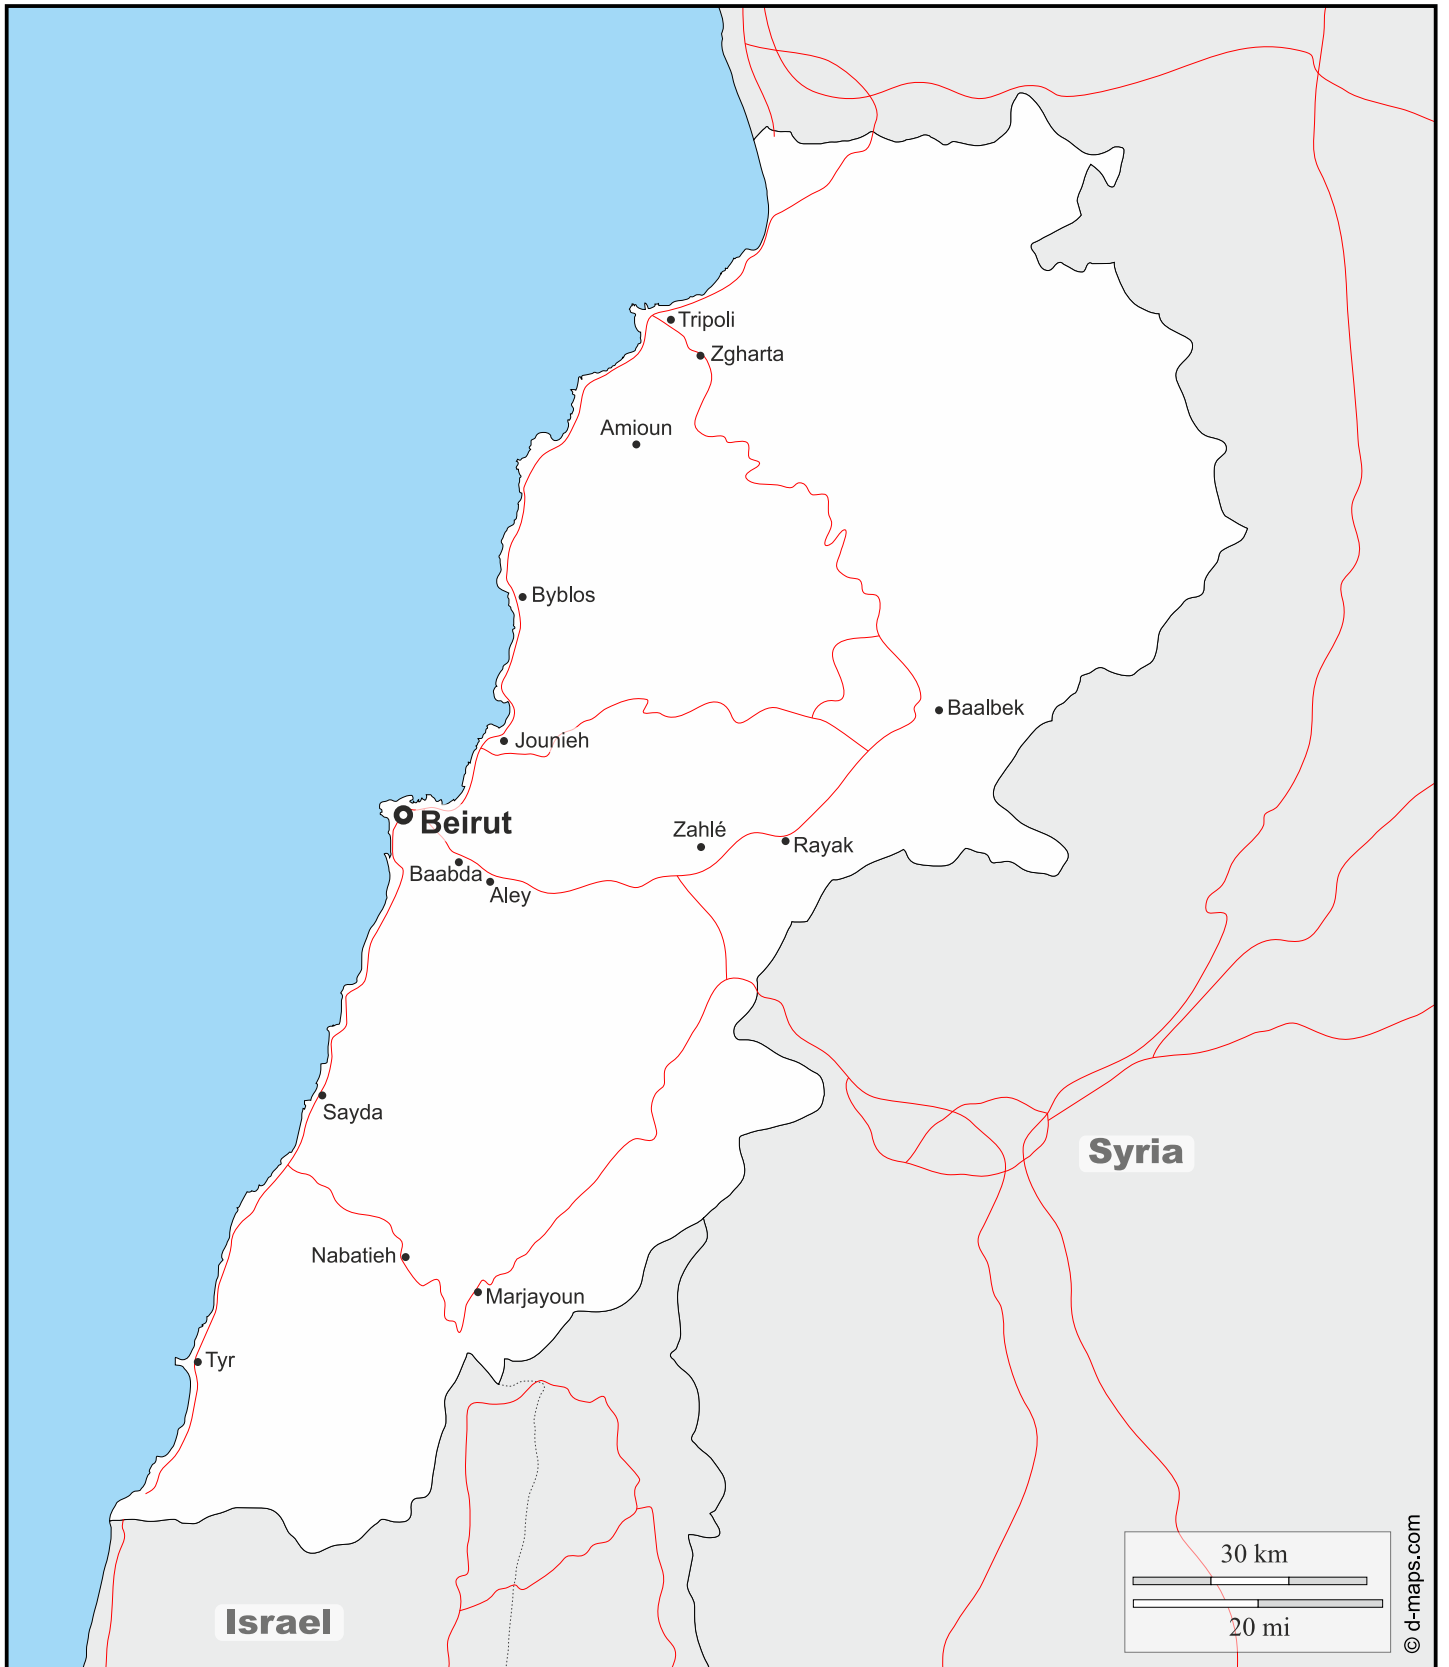 Tripoli
Zgharta
Amioun
Byblos
Baalbek
Jounieh
Beirut
Zahlé
Rayak
Baabda
Aley
Sayda
Syria
Nabatieh
Marjayoun
Tyr
Israel
30 km
20 mi
© d-maps.com